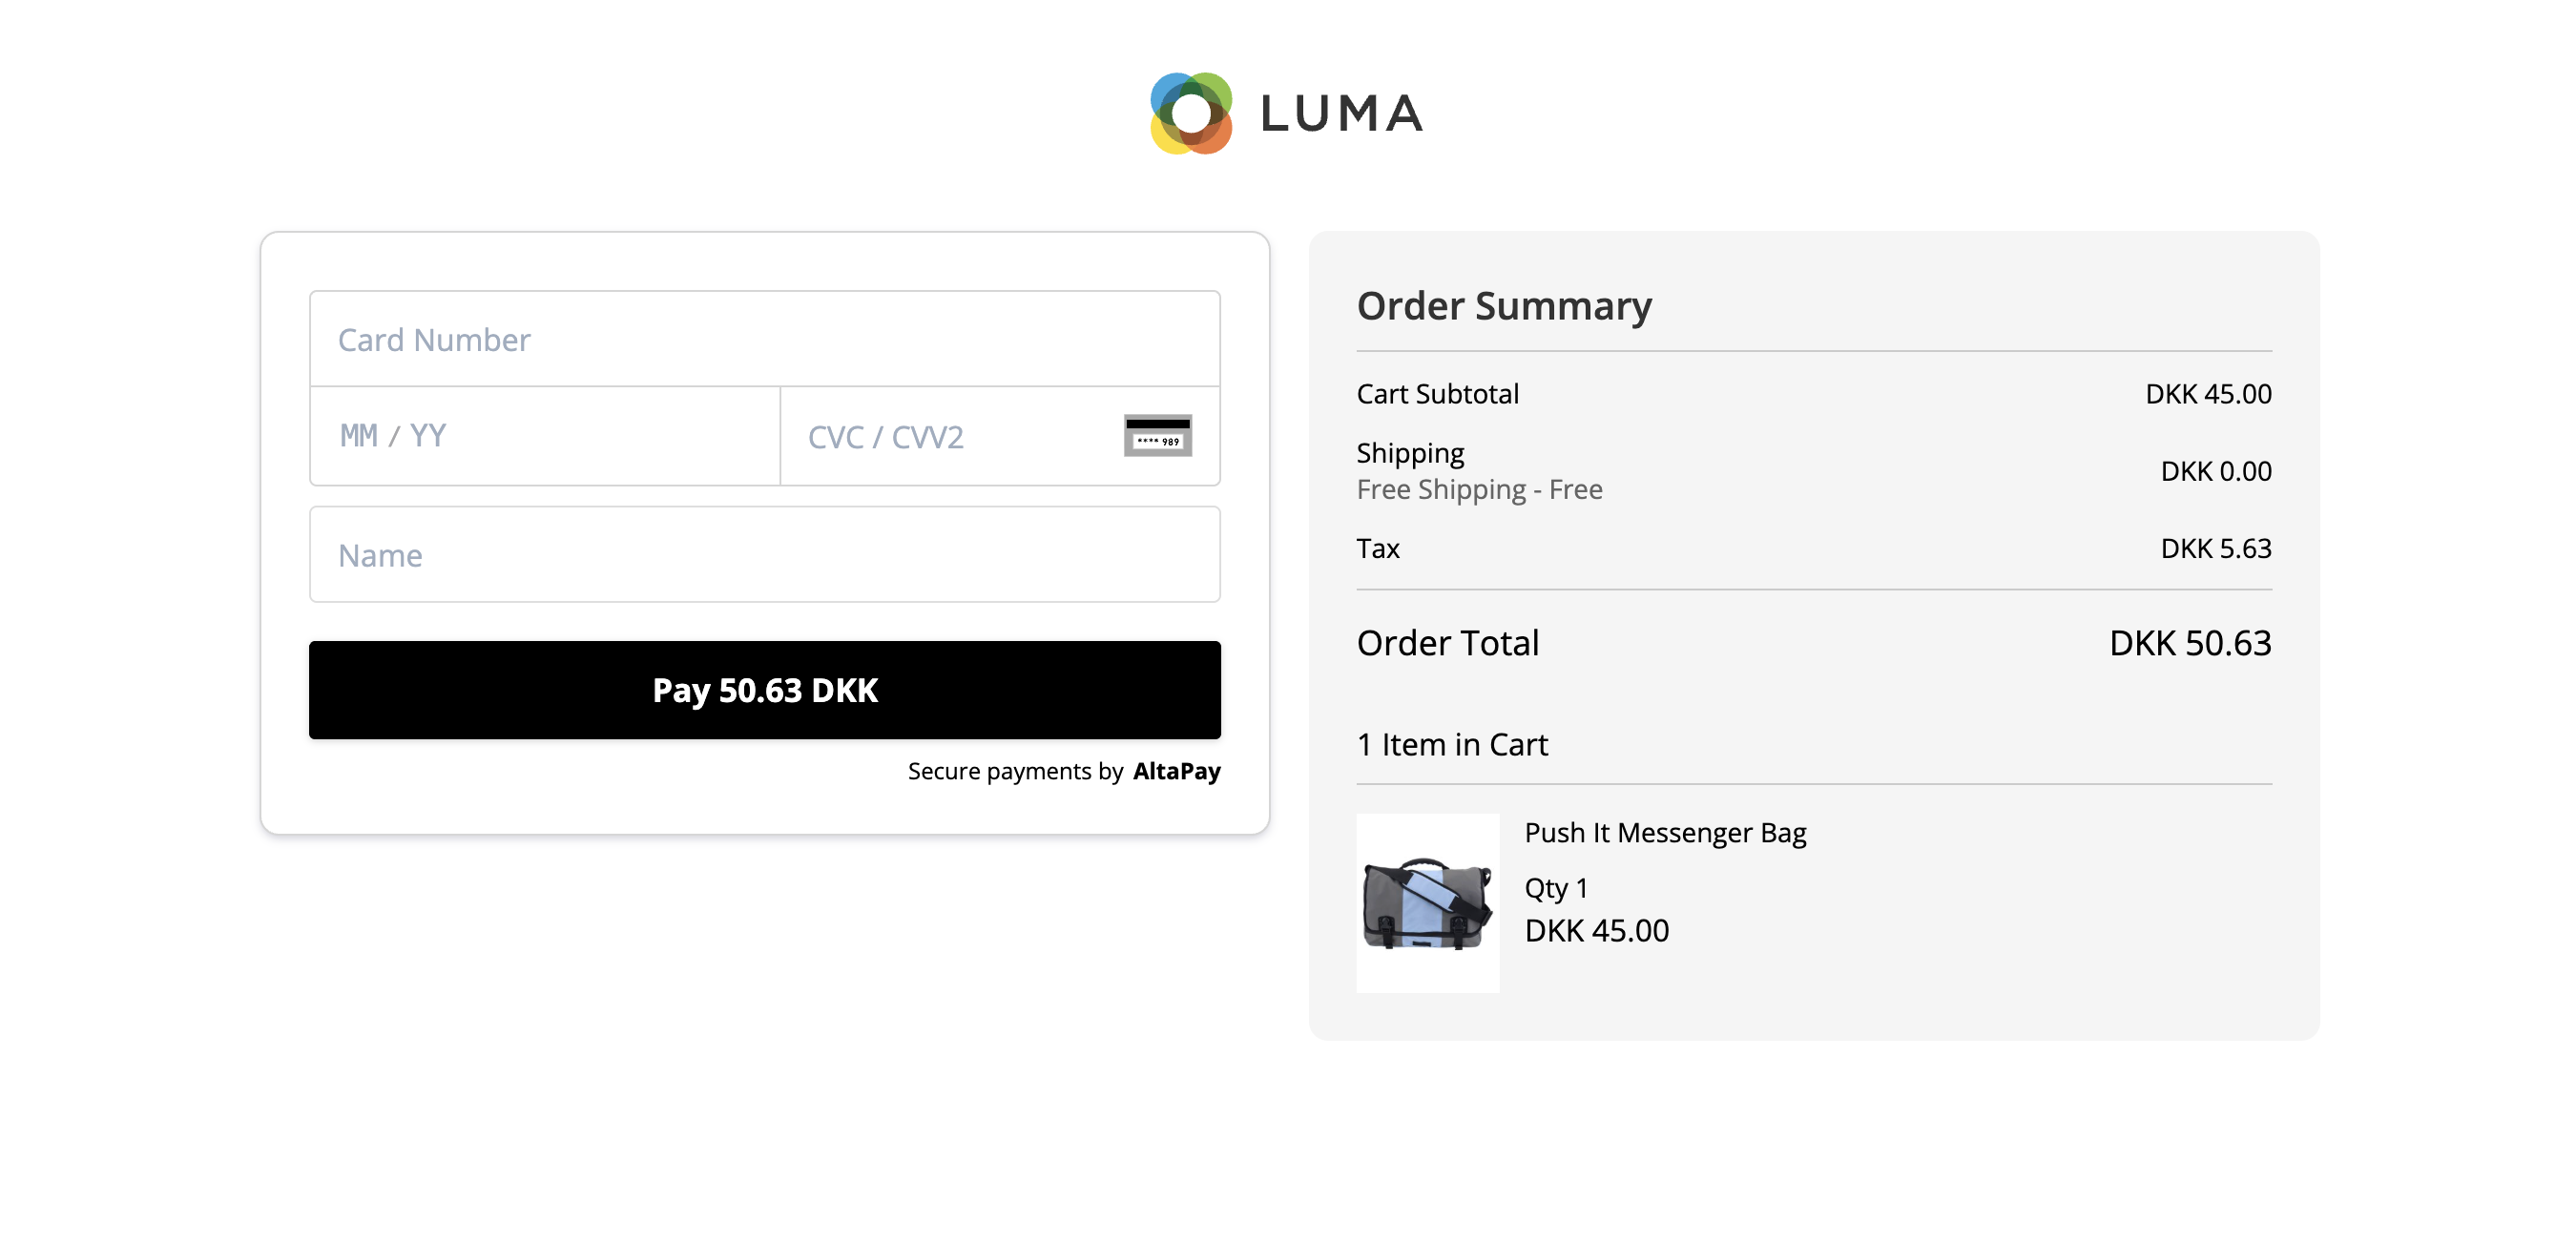 LUMA
Card Number
MM / YY
CVC / CVV2
**** 989
Name
Pay 50.63 DKK
Secure payments by AltaPay
Order Summary
Cart Subtotal DKK 45.00
Shipping
Free Shipping - Free
DKK 0.00
Tax DKK 5.63
Order Total DKK 50.63
1 Item in Cart
Push It Messenger Bag
Qty 1
DKK 45.00